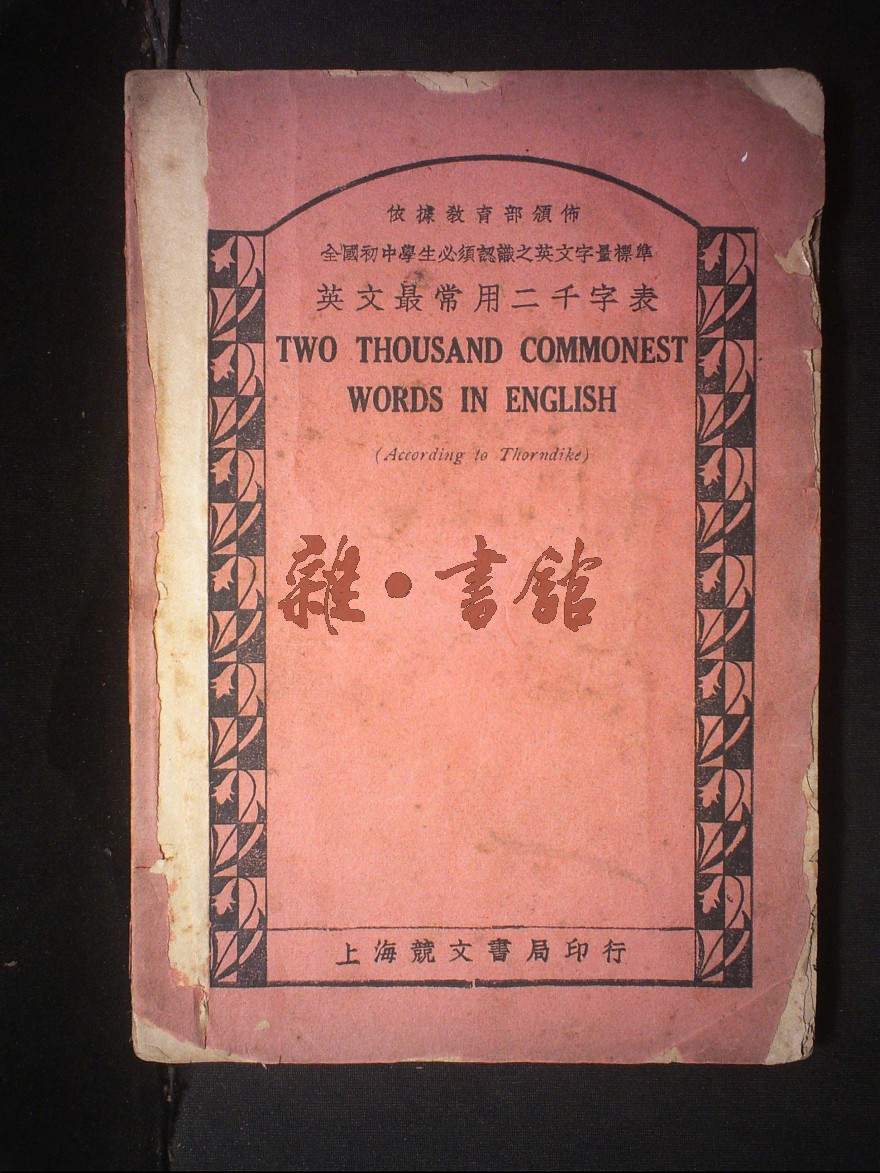 依據教育部頒佈
全國初中學生必須認識之英文字量標準
英文最常用二千字表
TWO THOUSAND COMMONEST
WORDS IN ENGLISH
(According to Thorndike)
雜·書館
上海競文書局印行